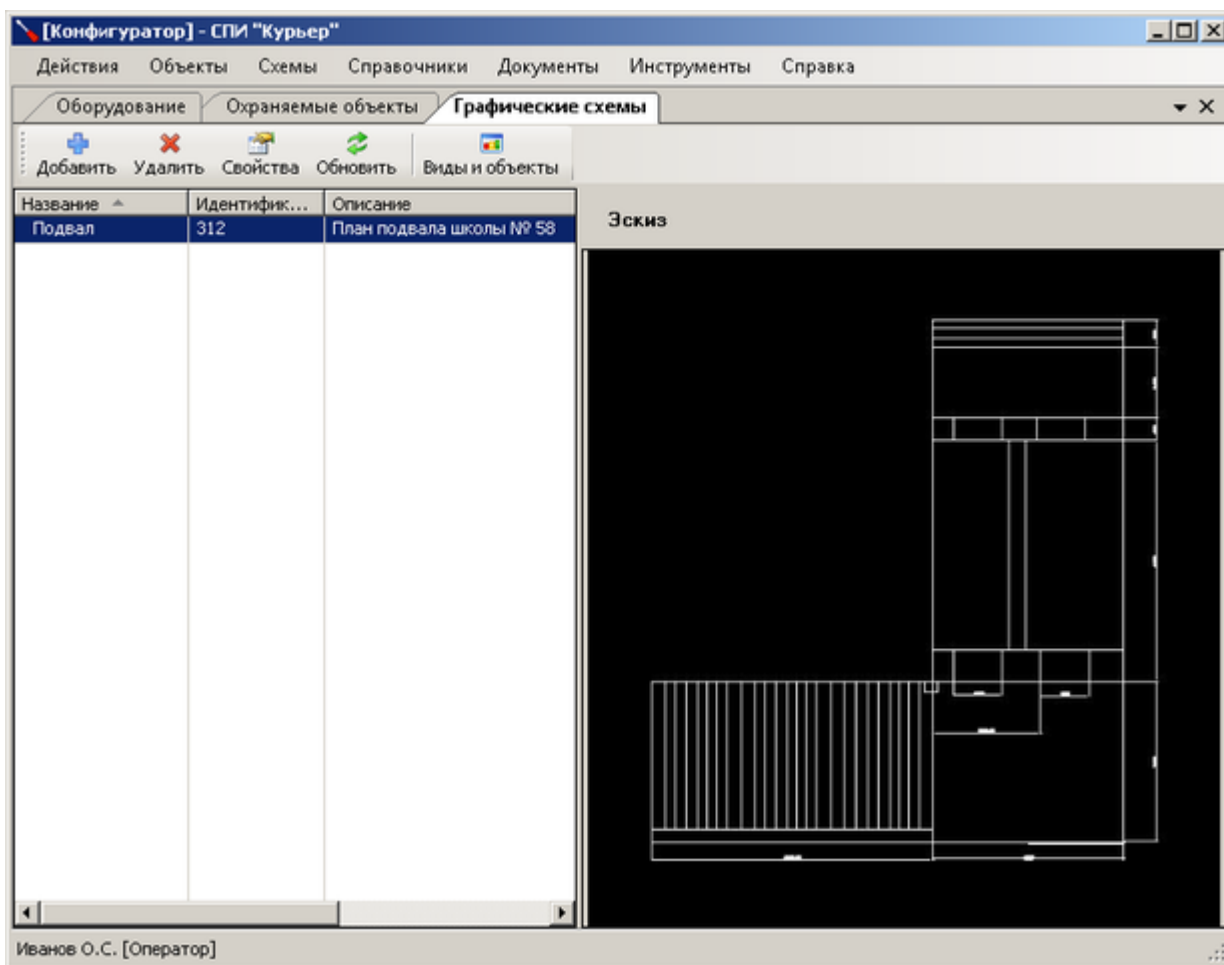 [Конфигуратор] - СПИ "Курьер"
Действия Объекты Схемы Справочники Документы Инструменты Справка
Оборудование Охраняемые объекты Графические схемы
Добавить Удалить Свойства Обновить Виды и объекты
Название Идентифик... Описание
Подвал 312 План подвала школы № 58
Эскиз
Иванов О.С. [Оператор]